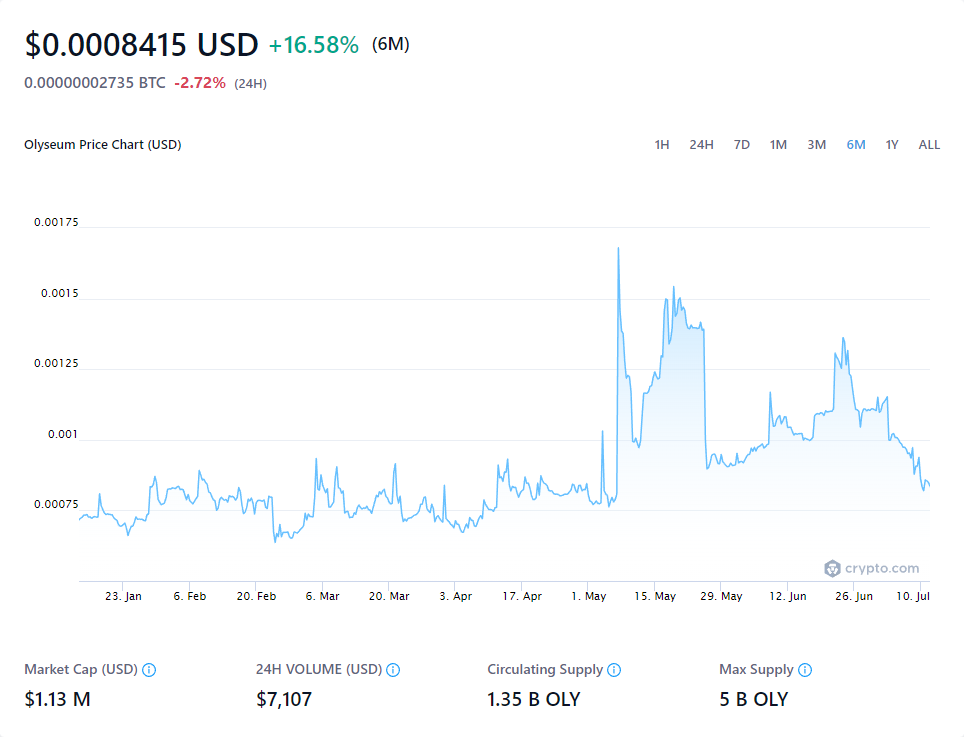 $0.0008415 USD +16.58% (6M)
0.00000002735 BTC -2.72% (24H)
Olyseum Price Chart (USD) 1H 24H 7D 1M 3M 6M 1Y ALL
0.00175
0.0015
0.00125
0.001
0.00075
crypto.com
23. Jan 6. Feb 20. Feb 6. Mar 20. Mar 3. Apr 17. Apr 1. May 15. May 29. May 12. Jun 26. Jun 10. Jul
Market Cap (USD) 24H VOLUME (USD) Circulating Supply Max Supply
$1.13 M $7,107 1.35 B OLY 5 B OLY